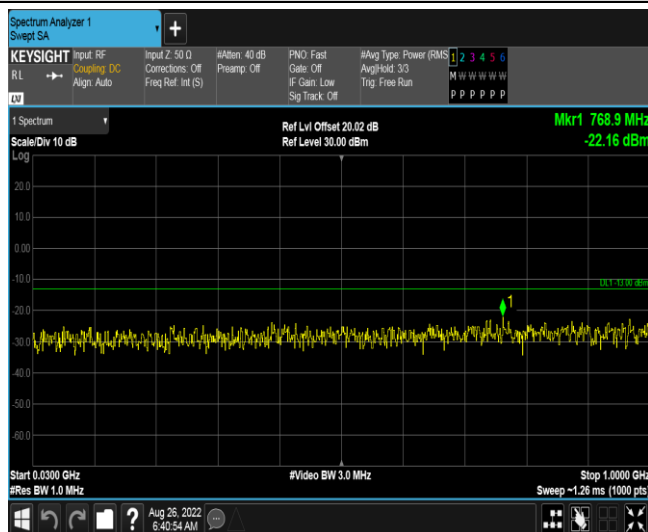 Spectrum Analyzer 1
Swept SA
+
KEYSIGHT
RL
LXI
Input: RF
Coupling: DC
Align: Auto
Input Z: 50 Ω
Corrections: Off
Freq Ref: Int (S)
#Atten: 40 dB
Preamp: Off
PNO: Fast
Gate: Off
IF Gain: Low
Sig Track: Off
#Avg Type: Power (RMS
Avg|Hold: 3/3
Trig: Free Run
1 2 3 4 5 6
M W W W W W
P P P P P P
1 Spectrum
Scale/Div 10 dB
Log
Ref Lvl Offset 20.02 dB
Ref Level 30.00 dBm
Mkr1 768.9 MHz
-22.16 dBm
20.0
10.0
0.00
-10.0
DL1 -13.00 dBm
1
-20.0
-30.0
-40.0
-50.0
-60.0
Start 0.0300 GHz
#Res BW 1.0 MHz
#Video BW 3.0 MHz
Stop 1.0000 GHz
Sweep ~1.26 ms (1000 pts)
?
Aug 26, 2022
6:40:54 AM